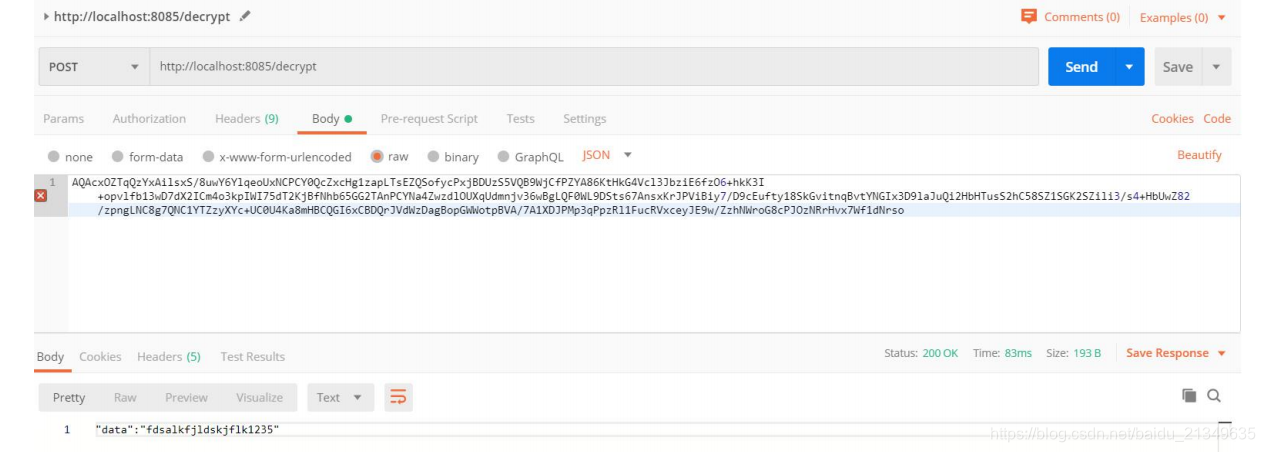 http://localhost:8085/decrypt
Comments (0) Examples (0)
POST http://localhost:8085/decrypt Send Save
Params Authorization Headers (9) Body Pre-request Script Tests Settings Cookies Code
none form-data x-www-form-urlencoded raw binary GraphQL JSON Beautify
1 AQAcxOZTqQzYxAilsxS/8uwY6YlqeoUxNCPCY0QcZxcHg1zapLTsEZQSofycPxjBDUzS5VQB9WjCfPZYA86KtHkG4Vcl3JbziE6fzO6+hkK3I
+opvlfb13wD7dX2ICm4o3kpIWI75dT2KjBfNhb65GG2TAnPCYNa4ZwzdlOUXqUdmnjv36wBgLQF0WL9DSts67AnsxKrJPViBiy7/D9cEufty18SkGvitnqBvtYNGIx3D9laJuQi2HbHTusS2hC58SZ1SGK2SZili3/s4+HbUwZ82
/zpngLNC8g7QNC1YTZzyXYc+UC0U4Ka8mHBCQGI6xCBDQrJVdWzDagBopGWWotpBVA/7A1XDJPMp3qPpzRl1FucRVxceyJE9w/ZzhNWroG8cPJOzNRrHvx7Wf1dNrso
Body Cookies Headers (5) Test Results Status: 200 OK Time: 83ms Size: 193 B Save Response
Pretty Raw Preview Visualize Text
1 "data":"fdsalkfjldskjflk1235"
https://blog.csdn.net/baidu_21349635